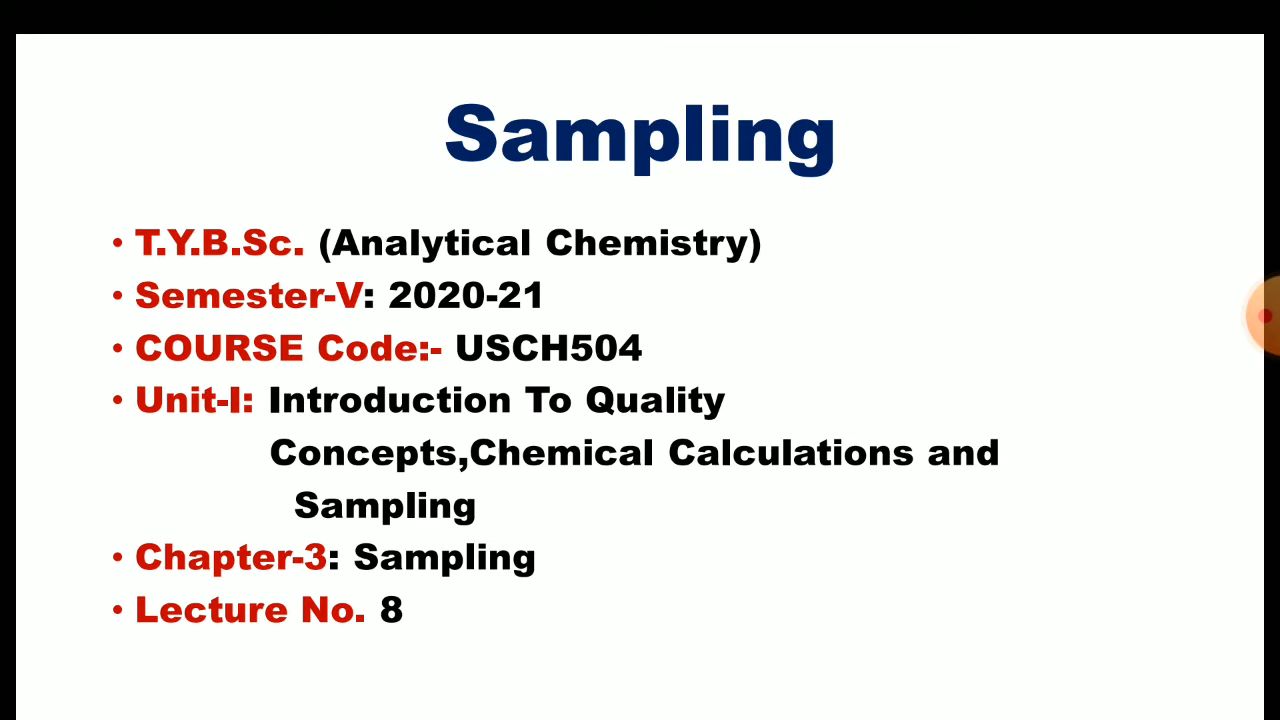 Sampling
• T.Y.B.Sc. (Analytical Chemistry)
• Semester-V: 2020-21
• COURSE Code:- USCH504
• Unit-I: Introduction To Quality
Concepts,Chemical Calculations and
Sampling
• Chapter-3: Sampling
• Lecture No. 8